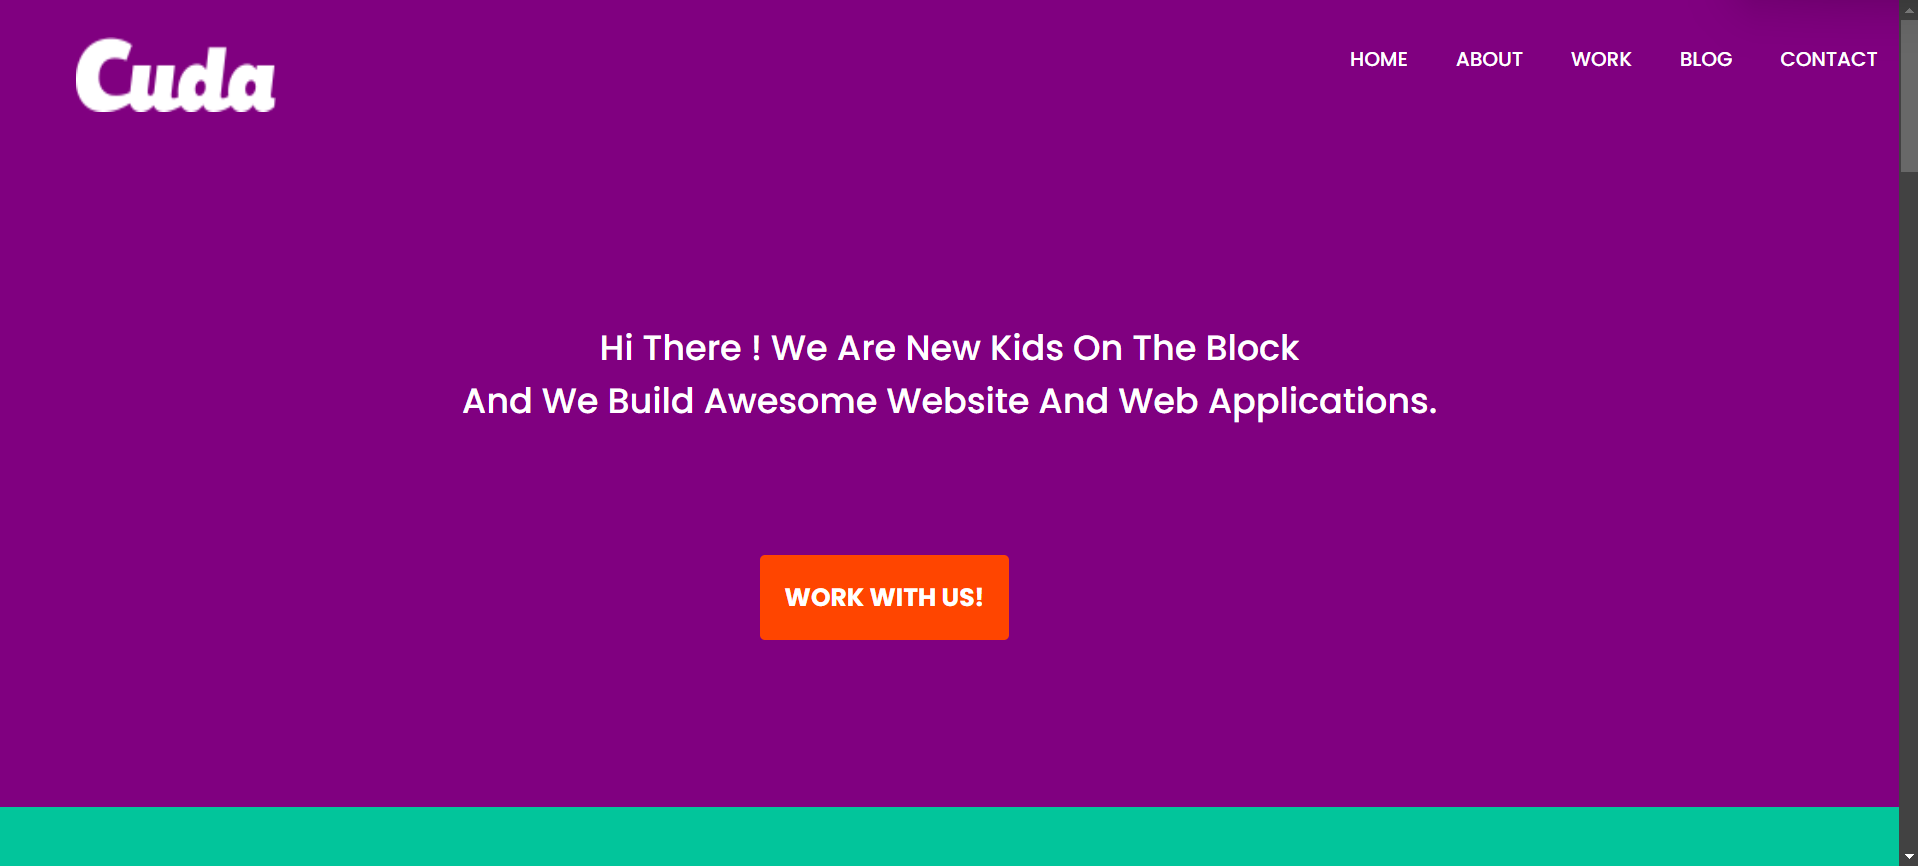 Cuda
HOME ABOUT WORK BLOG CONTACT
Hi There ! We Are New Kids On The Block
And We Build Awesome Website And Web Applications.
WORK WITH US!